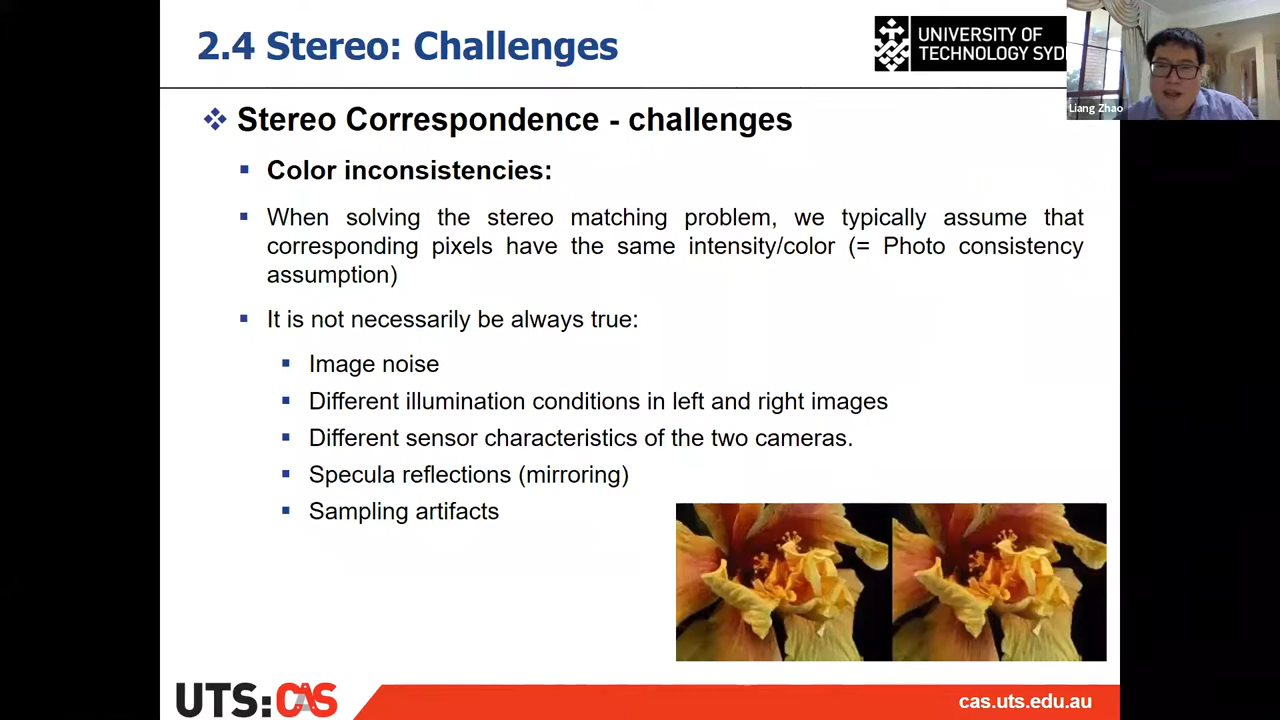 2.4 Stereo: Challenges
UNIVERSITY OF
TECHNOLOGY
Liang Zhao
Stereo Correspondence - challenges
Color inconsistencies:
When solving the stereo matching problem, we typically assume that
corresponding pixels have the same intensity/color (= Photo consistency
assumption)
It is not necessarily be always true:
Image noise
Different illumination conditions in left and right images
Different sensor characteristics of the two cameras.
Specula reflections (mirroring)
Sampling artifacts
UTS:CAS
cas.uts.edu.au